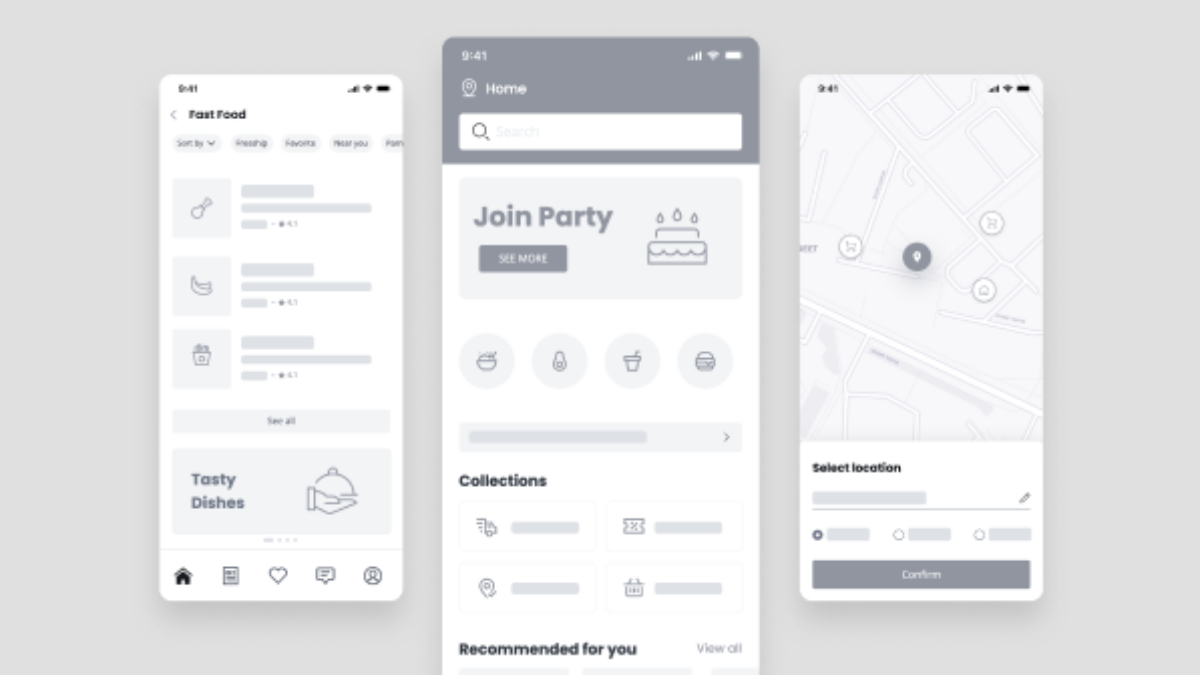 9:41
Fast Food
Sort by
Freeship
Favorite
Near you
4.1
4.1
4.1
See all
Tasty
Dishes
9:41
Home
Search
Join Party
SEE MORE
Collections
Recommended for you
View all
9:41
Select location
Confirm